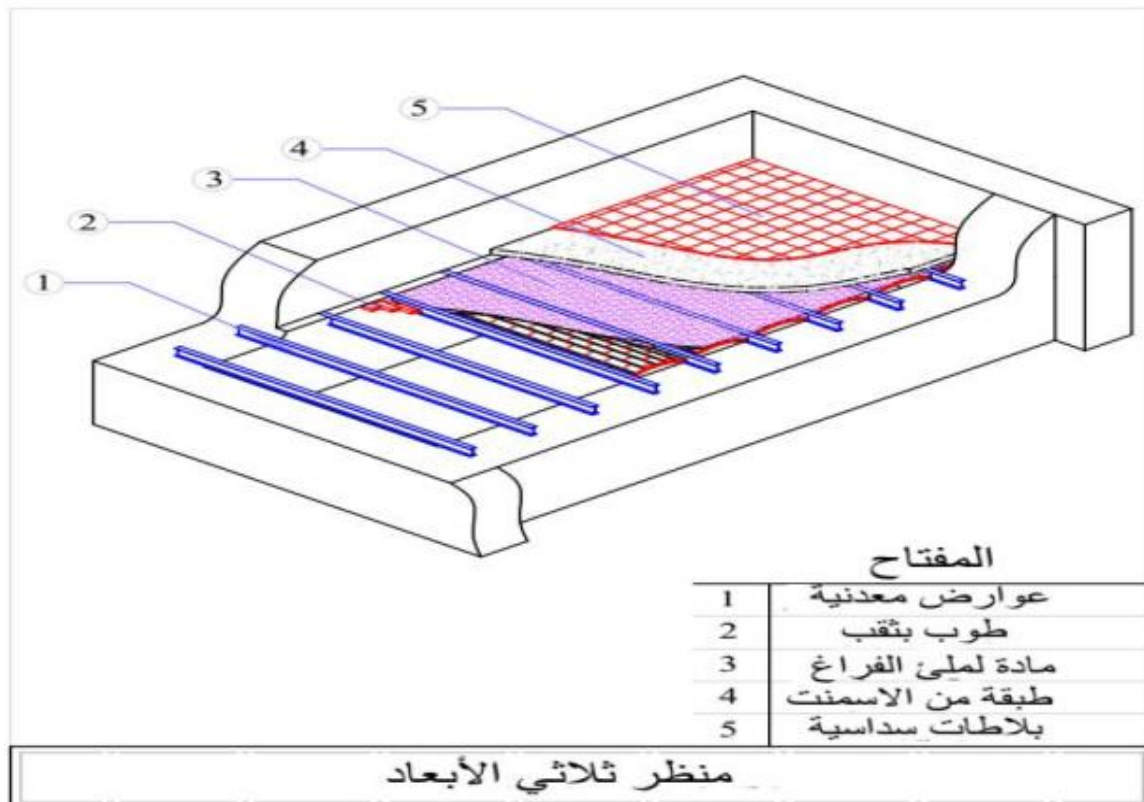 5
4
3
2
1
المفتاح
1 عوارض معدنية
2 طوب بثقب
3 مادة لملئ الفراغ
4 طبقة من الاسمنت
5 بلاطات سداسية
منظر ثلاثي الأبعاد